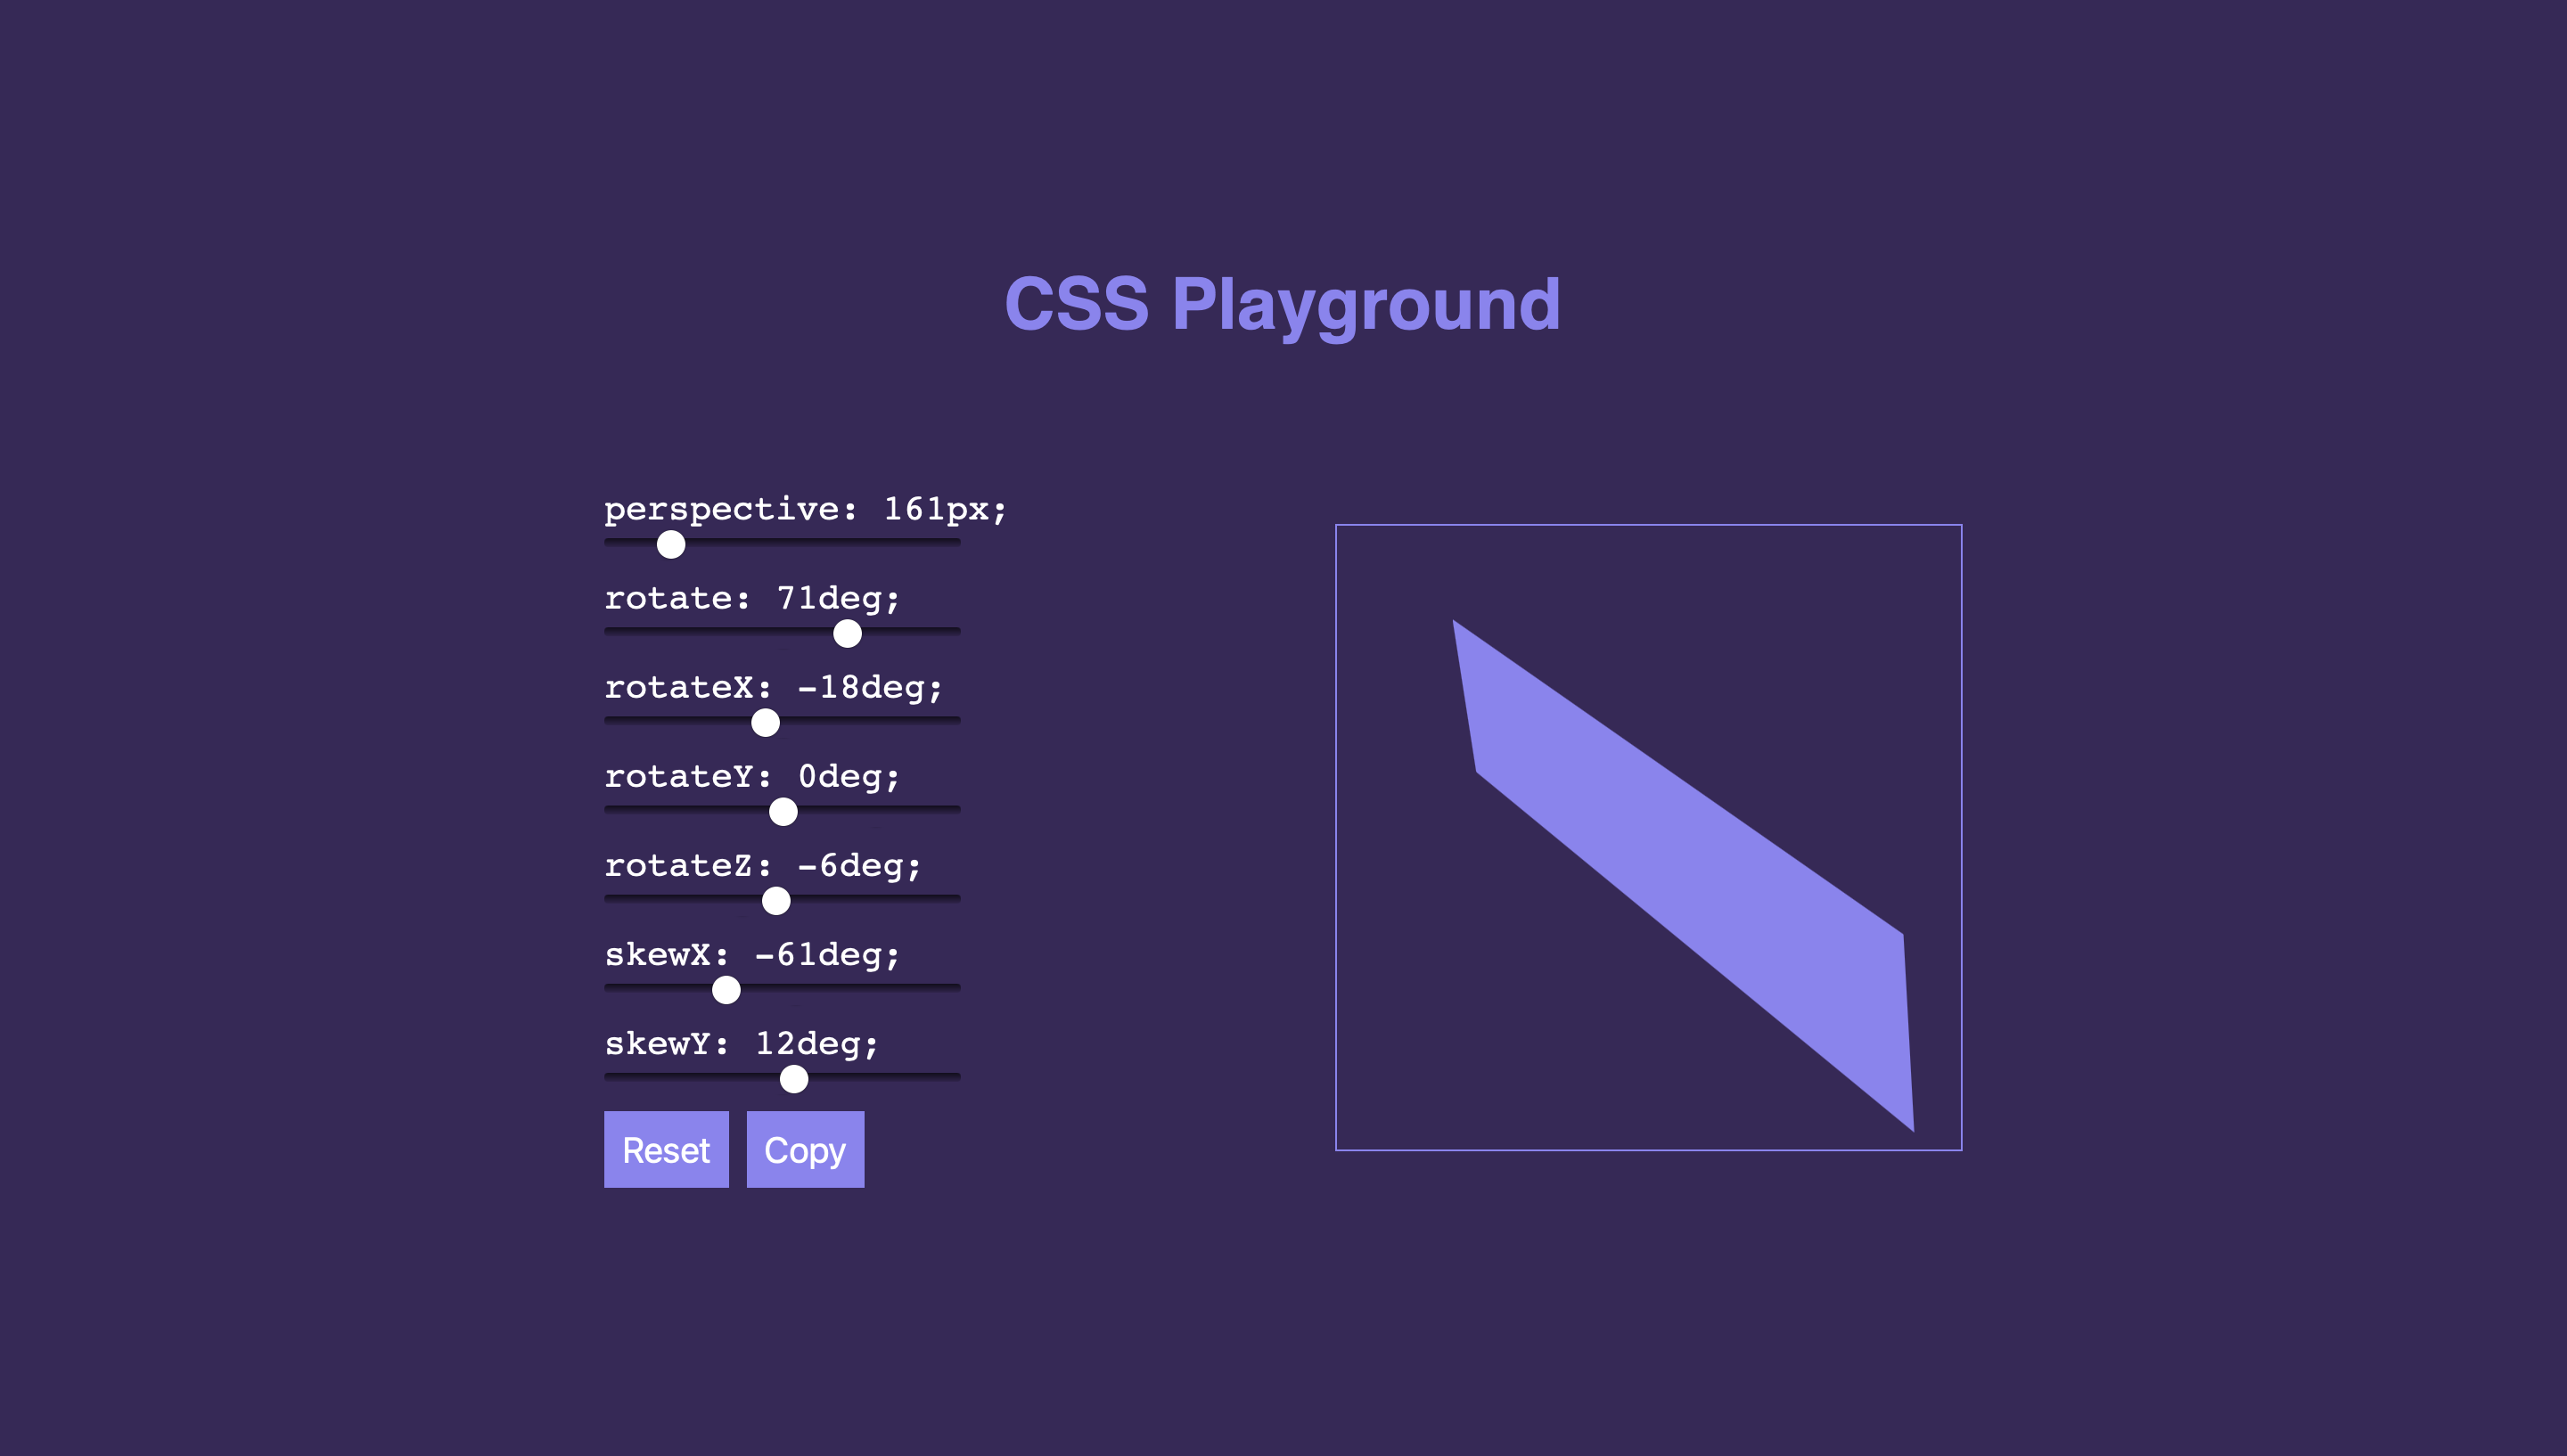 CSS Playground
perspective: 161px;
rotate: 71deg;
rotateX: -18deg;
rotateY: 0deg;
rotateZ: -6deg;
skewX: -61deg;
skewY: 12deg;
Reset Copy